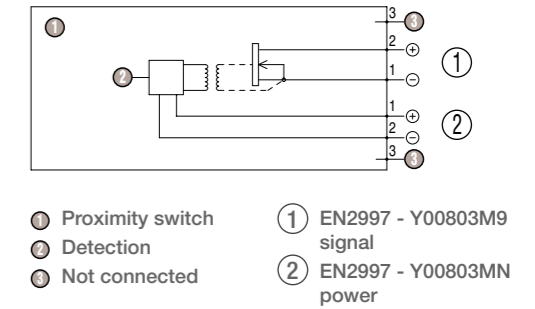 3 3
1
2 +
1
2
1 −
1 +
2
2 −
3 3
1 Proximity switch
2 Detection
3 Not connected
1 EN2997 - Y00803M9
signal
2 EN2997 - Y00803MN
power